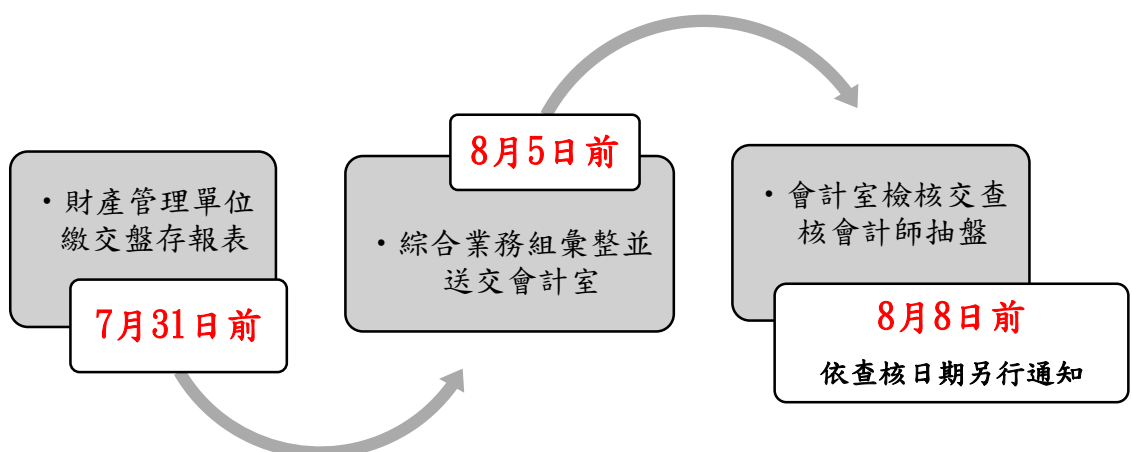 • 財產管理單位
繳交盤存報表
7月31日前
8月5日前
• 綜合業務組彙整並
送交會計室
• 會計室檢核交查
核會計師抽盤
8月8日前
依查核日期另行通知